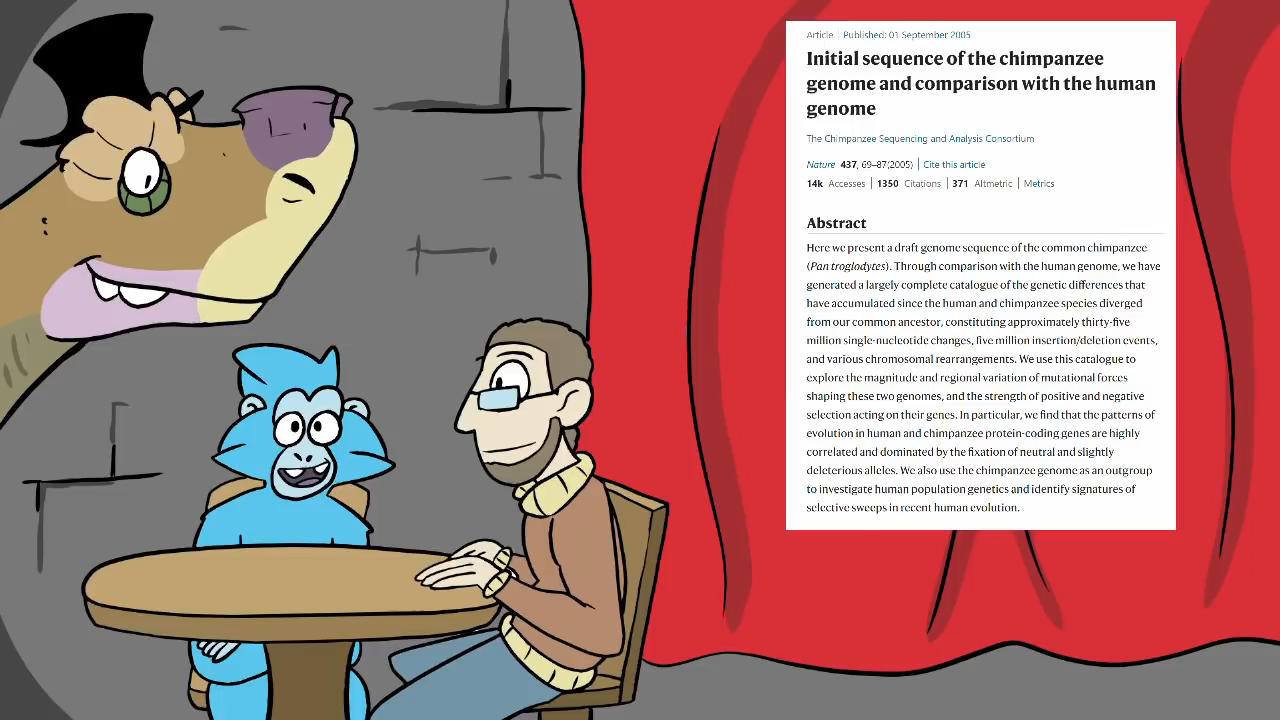 Article | Published: 01 September 2005
Initial sequence of the chimpanzee
genome and comparison with the human
genome
The Chimpanzee Sequencing and Analysis Consortium
Nature 437, 69–87(2005) | Cite this article
14k Accesses | 1350 Citations | 371 Altmetric | Metrics
Abstract
Here we present a draft genome sequence of the common chimpanzee
(Pan troglodytes). Through comparison with the human genome, we have
generated a largely complete catalogue of the genetic differences that
have accumulated since the human and chimpanzee species diverged
from our common ancestor, constituting approximately thirty-five
million single-nucleotide changes, five million insertion/deletion events,
and various chromosomal rearrangements. We use this catalogue to
explore the magnitude and regional variation of mutational forces
shaping these two genomes, and the strength of positive and negative
selection acting on their genes. In particular, we find that the patterns of
evolution in human and chimpanzee protein-coding genes are highly
correlated and dominated by the fixation of neutral and slightly
deleterious alleles. We also use the chimpanzee genome as an outgroup
to investigate human population genetics and identify signatures of
selective sweeps in recent human evolution.